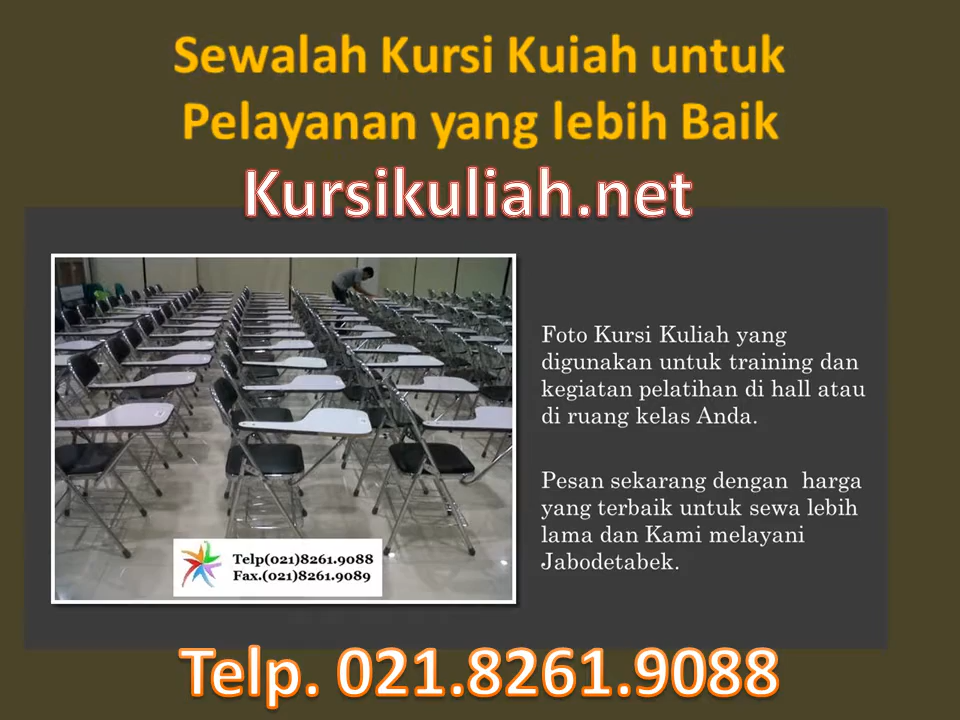 Sewalah Kursi Kuiah untuk
Pelayanan yang lebih Baik
Kursikuliah.net
Foto Kursi Kuliah yang
digunakan untuk training dan
kegiatan pelatihan di hall atau
di ruang kelas Anda.
Pesan sekarang dengan  harga
yang terbaik untuk sewa lebih
lama dan Kami melayani
Jabodetabek.
Telp(021)8261.9088
Fax.(021)8261.9089
Telp. 021.8261.9088